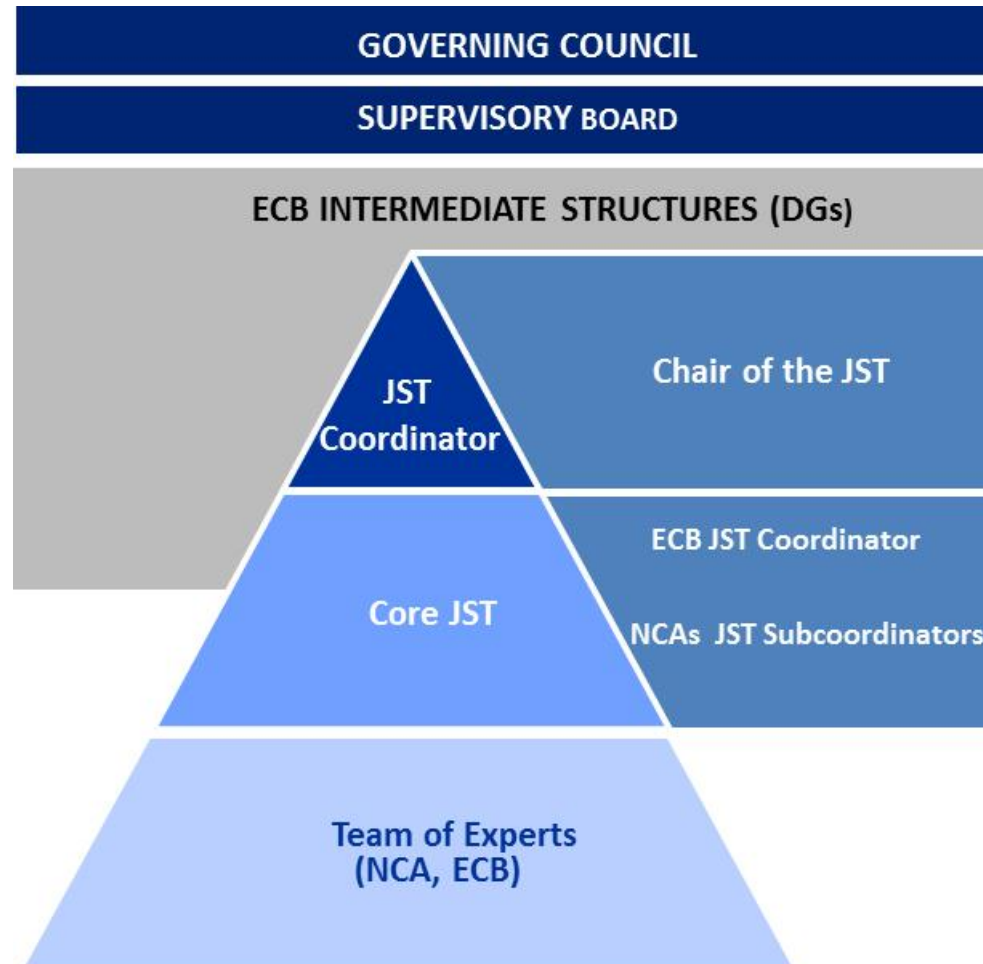 GOVERNING COUNCIL
SUPERVISORY BOARD
ECB INTERMEDIATE STRUCTURES (DGs)
JST
Coordinator
Chair of the JST
Core JST
ECB JST Coordinator
NCAs JST Subcoordinators
Team of Experts
(NCA, ECB)